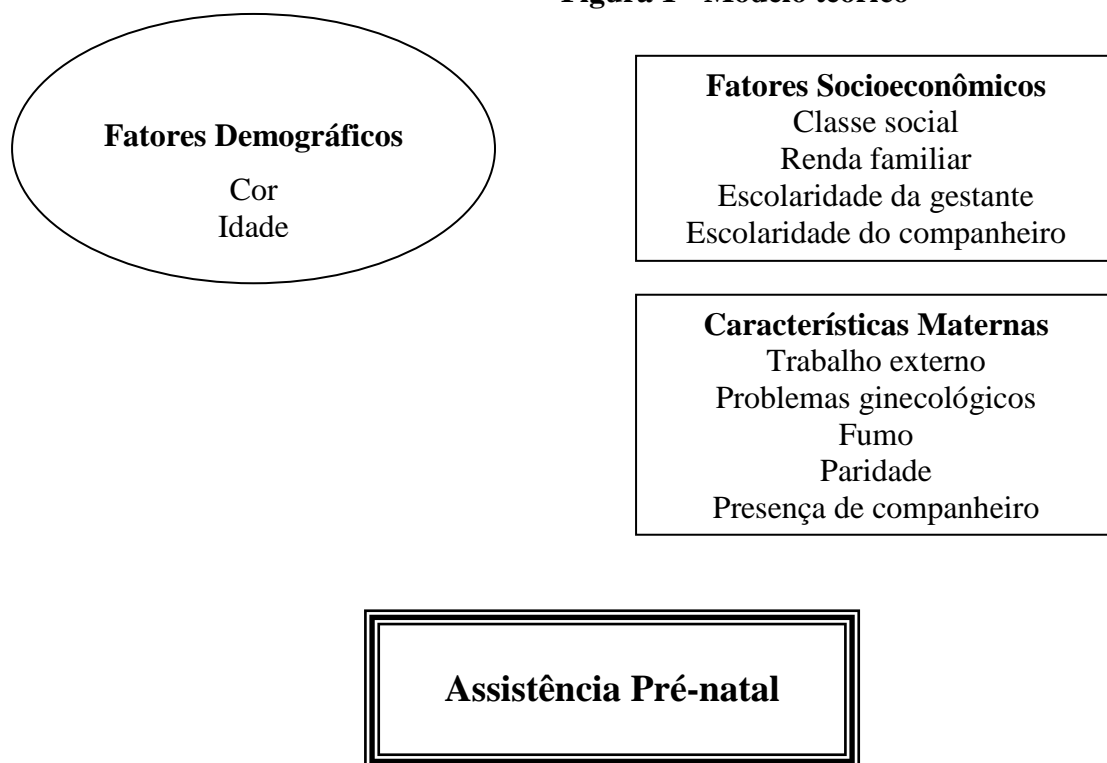 Figura 1 - Modelo teórico
Fatores Demográficos
Cor
Idade
Fatores Socioeconômicos
Classe social
Renda familiar
Escolaridade da gestante
Escolaridade do companheiro
Características Maternas
Trabalho externo
Problemas ginecológicos
Fumo
Paridade
Presença de companheiro
Assistência Pré-natal